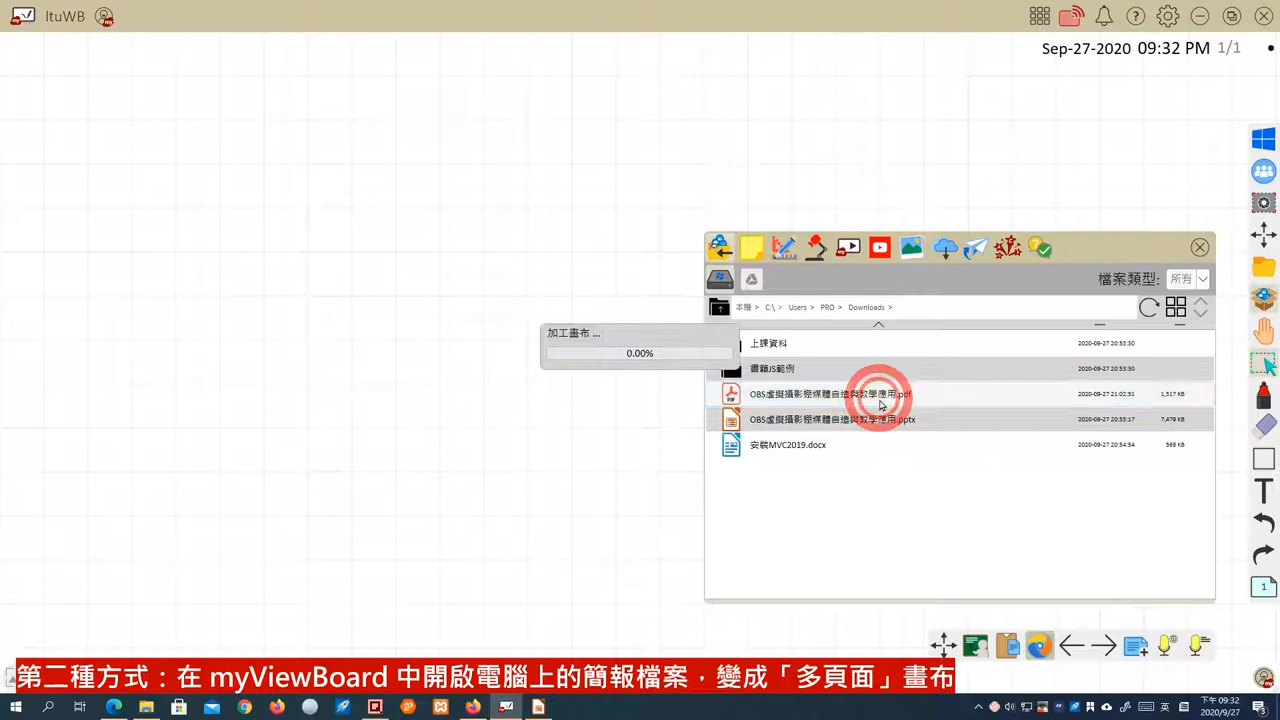 ltuWB
Sep-27-2020 09:32 PM 1/1
檔案類型: 所有
本機 > C:\ > Users > PRO > Downloads >
加工畫布 ...
0.00%
上課資料 2020-09-27 20:53:30
書籍JS範例 2020-09-27 20:53:30
OBS虛擬攝影棚媒體自造與教學應用.pdf 2020-09-27 21:02:51 1,317 KB
OBS虛擬攝影棚媒體自造與教學應用.pptx 2020-09-27 20:55:17 7,679 KB
安裝MVC2019.docx 2020-09-27 20:54:54 569 KB
T
1
第二種方式：在 myViewBoard 中開啟電腦上的簡報檔案，變成「多頁面」畫布
英
下午 09:32
2020/9/27